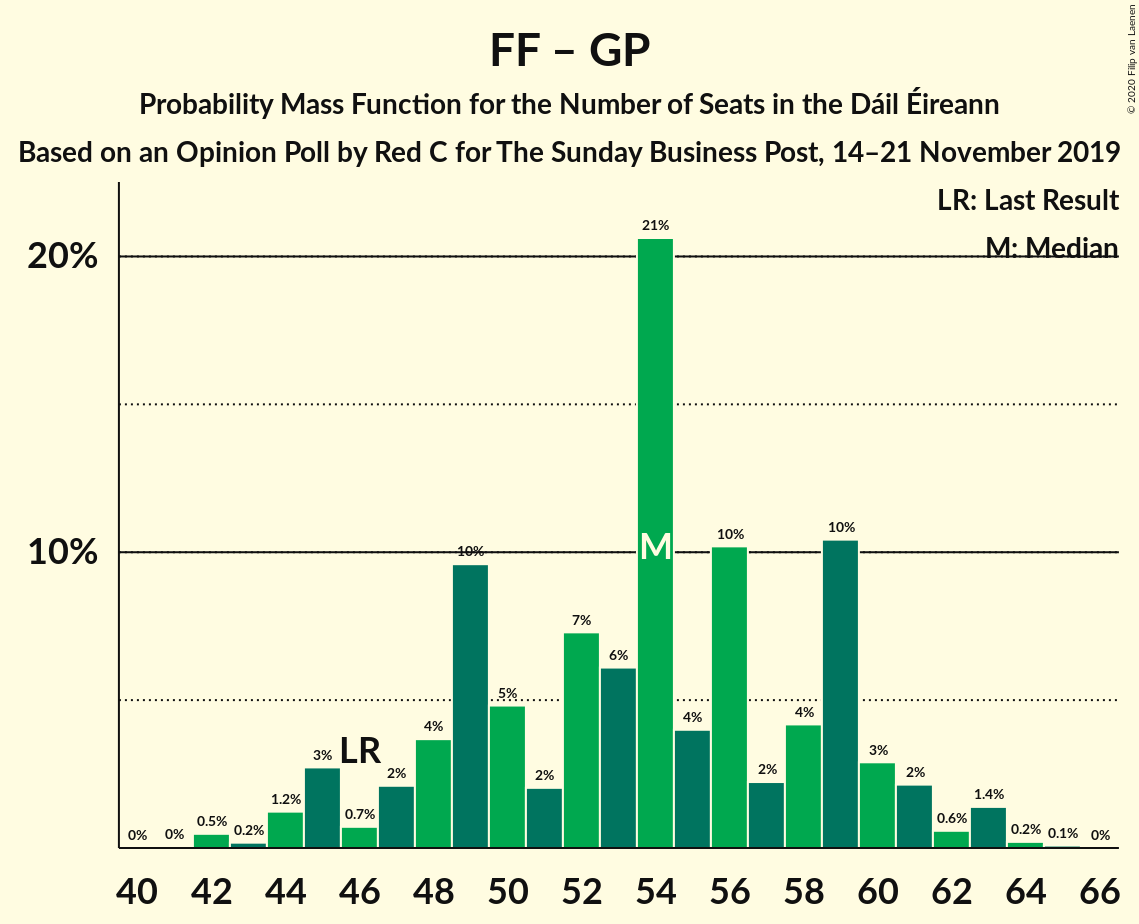 FF – GP
Probability Mass Function for the Number of Seats in the Dáil Éireann
Based on an Opinion Poll by Red C for The Sunday Business Post, 14–21 November 2019
© 2020 Filip van Laenen
LR: Last Result
M: Median
20%
10%
0% 0% 0.5% 0.2% 1.2% 3% 0.7% 2% 4% 10% 5% 2% 7% 6% 21% 4% 10% 2% 4% 10% 3% 2% 0.6% 1.4% 0.2% 0.1% 0%
LR
M
40 42 44 46 48 50 52 54 56 58 60 62 64 66